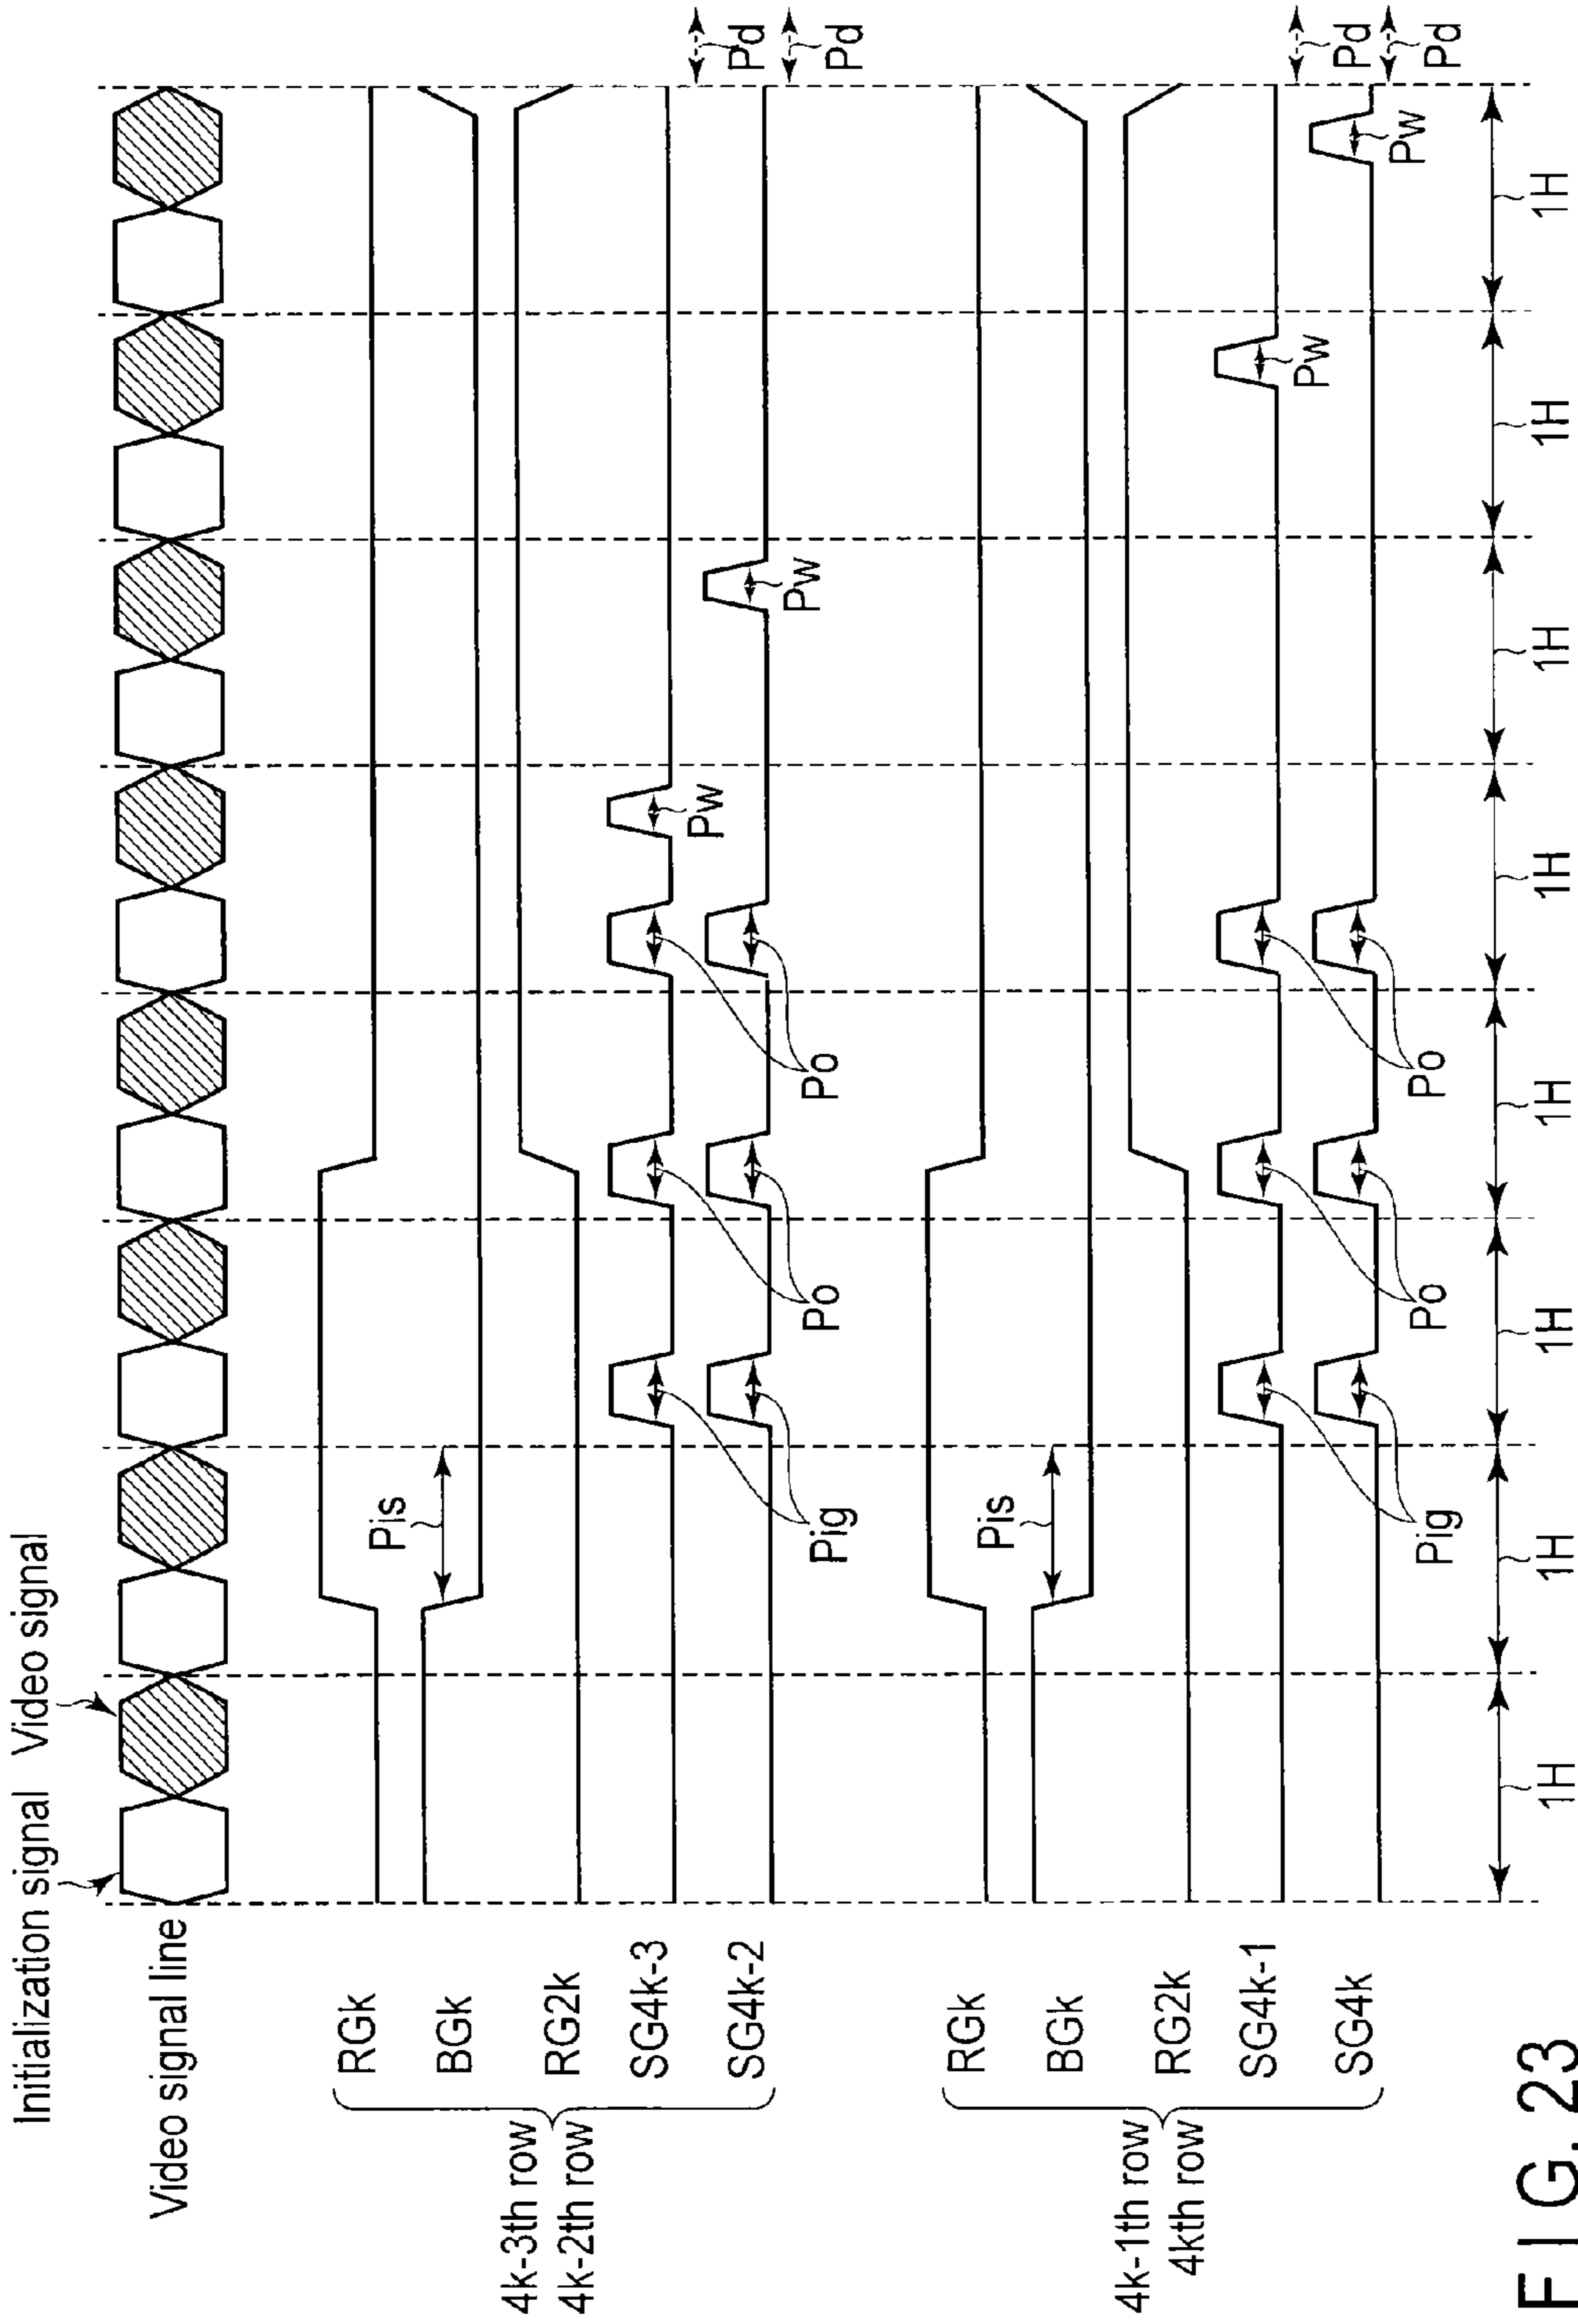 Initialization signal Video signal
Video signal line
4k-3th row
4k-2th row
RGk
BGk
Pis
RG2k
SG4k-3
Pw
Pd
SG4k-2
Pig Po Po Pw Pd
4k-1th row
4kth row
RGk
BGk
Pis
RG2k
SG4k-1
Pw
Pd
SG4k
Pig Po Po Pw Pd
1H 1H 1H 1H 1H 1H 1H 1H
FIG. 23